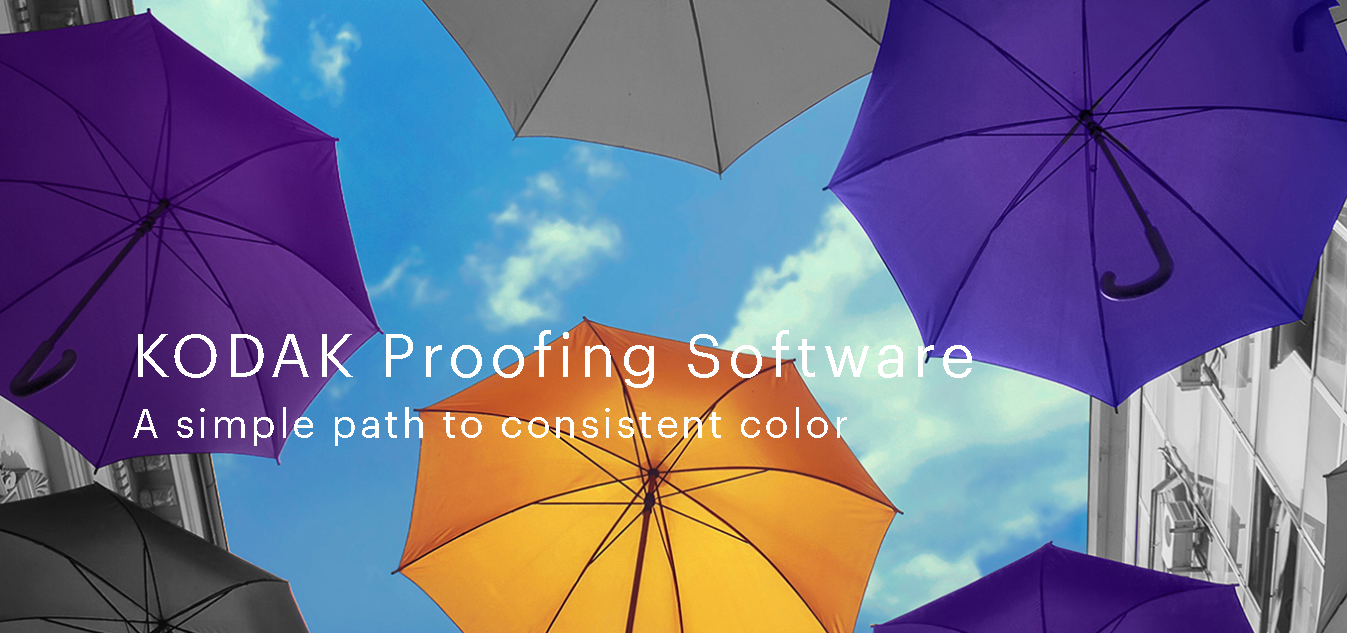 KODAK Proofing Software
A simple path to consistent color